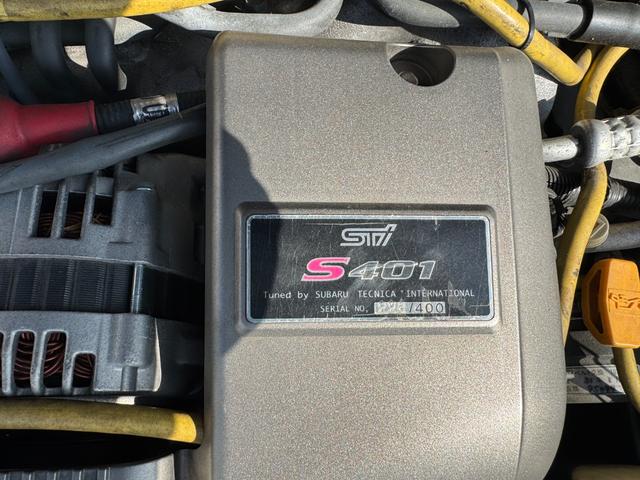 STi
S401
Tuned by SUBARU TECNICA INTERNATIONAL
SERIAL NO. /400